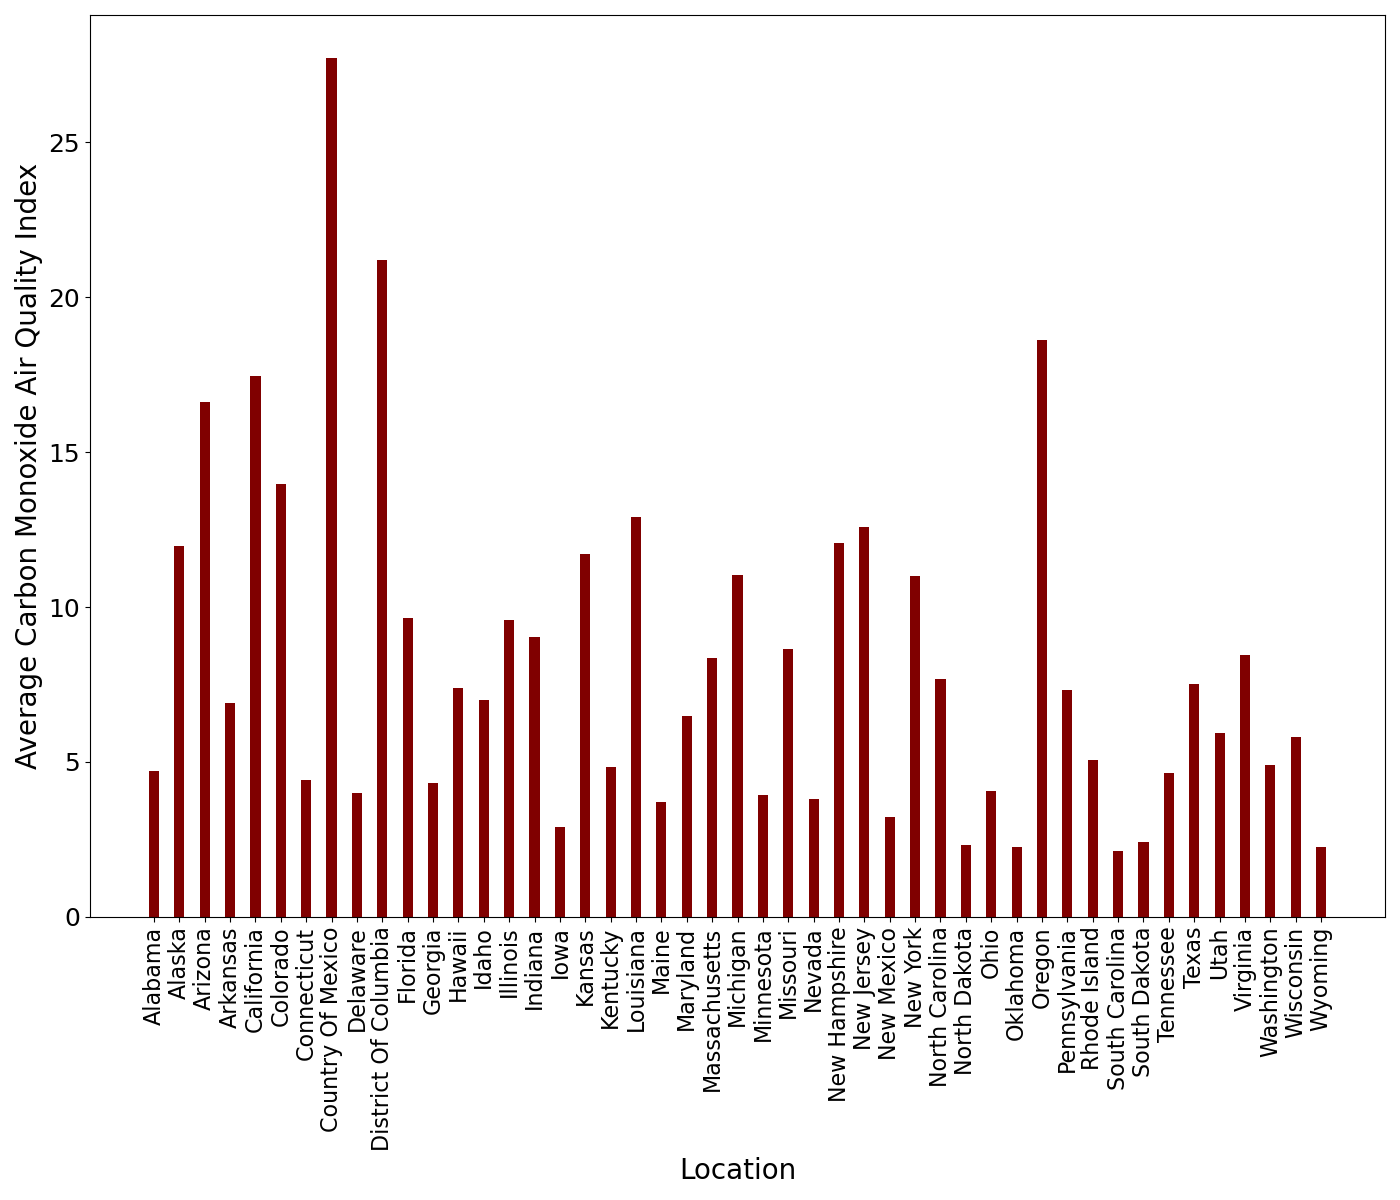 Average Carbon Monoxide Air Quality Index
25
20
15
10
5
0
Alabama
Alaska
Arizona
Arkansas
California
Colorado
Connecticut
Country Of Mexico
Delaware
District Of Columbia
Florida
Georgia
Hawaii
Idaho
Illinois
Indiana
Iowa
Kansas
Kentucky
Louisiana
Maine
Maryland
Massachusetts
Michigan
Minnesota
Missouri
Nevada
New Hampshire
New Jersey
New Mexico
New York
North Carolina
North Dakota
Ohio
Oklahoma
Oregon
Pennsylvania
Rhode Island
South Carolina
South Dakota
Tennessee
Texas
Utah
Virginia
Washington
Wisconsin
Wyoming
Location